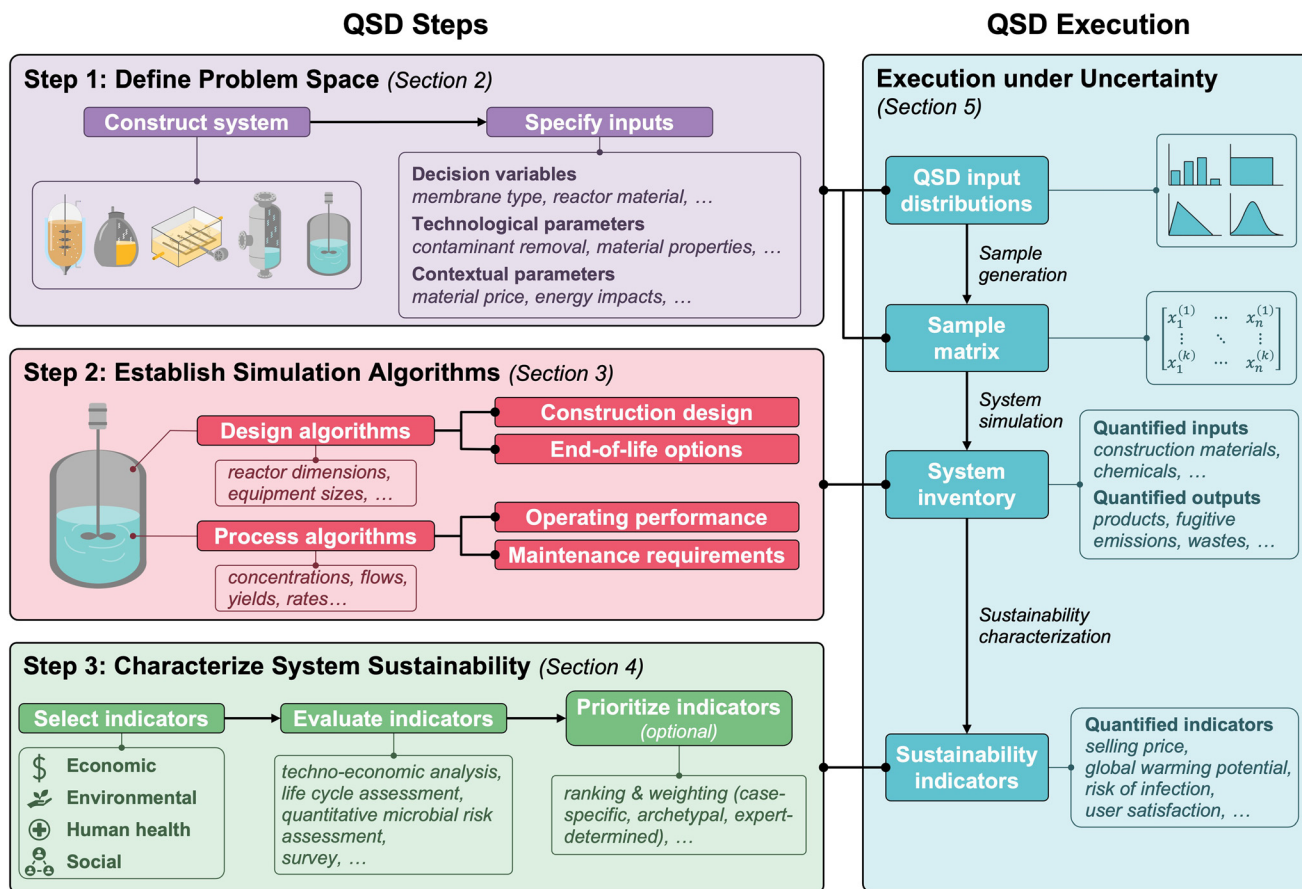 QSD Steps
QSD Execution
Step 1: Define Problem Space (Section 2)
Construct system
Specify inputs
Decision variables
membrane type, reactor material, …
Technological parameters
contaminant removal, material properties, …
Contextual parameters
material price, energy impacts, …
Step 2: Establish Simulation Algorithms (Section 3)
Design algorithms
reactor dimensions,
equipment sizes, …
Construction design
End-of-life options
Process algorithms
concentrations, flows,
yields, rates…
Operating performance
Maintenance requirements
Step 3: Characterize System Sustainability (Section 4)
Select indicators
$ Economic
Environmental
Human health
Social
Evaluate indicators
techno-economic analysis,
life cycle assessment,
quantitative microbial risk
assessment,
survey, …
Prioritize indicators
(optional)
ranking & weighting (case-
specific, archetypal, expert-
determined), …
Execution under Uncertainty
(Section 5)
QSD input
distributions
Sample
generation
Sample
matrix
x₁⁽¹⁾ ⋯ xₙ⁽¹⁾
⋮ ⋱ ⋮
x₁⁽ᵏ⁾ ⋯ xₙ⁽ᵏ⁾
System
simulation
System
inventory
Quantified inputs
construction materials,
chemicals, …
Quantified outputs
products, fugitive
emissions, wastes, …
Sustainability
characterization
Sustainability
indicators
Quantified indicators
selling price,
global warming potential,
risk of infection,
user satisfaction, …